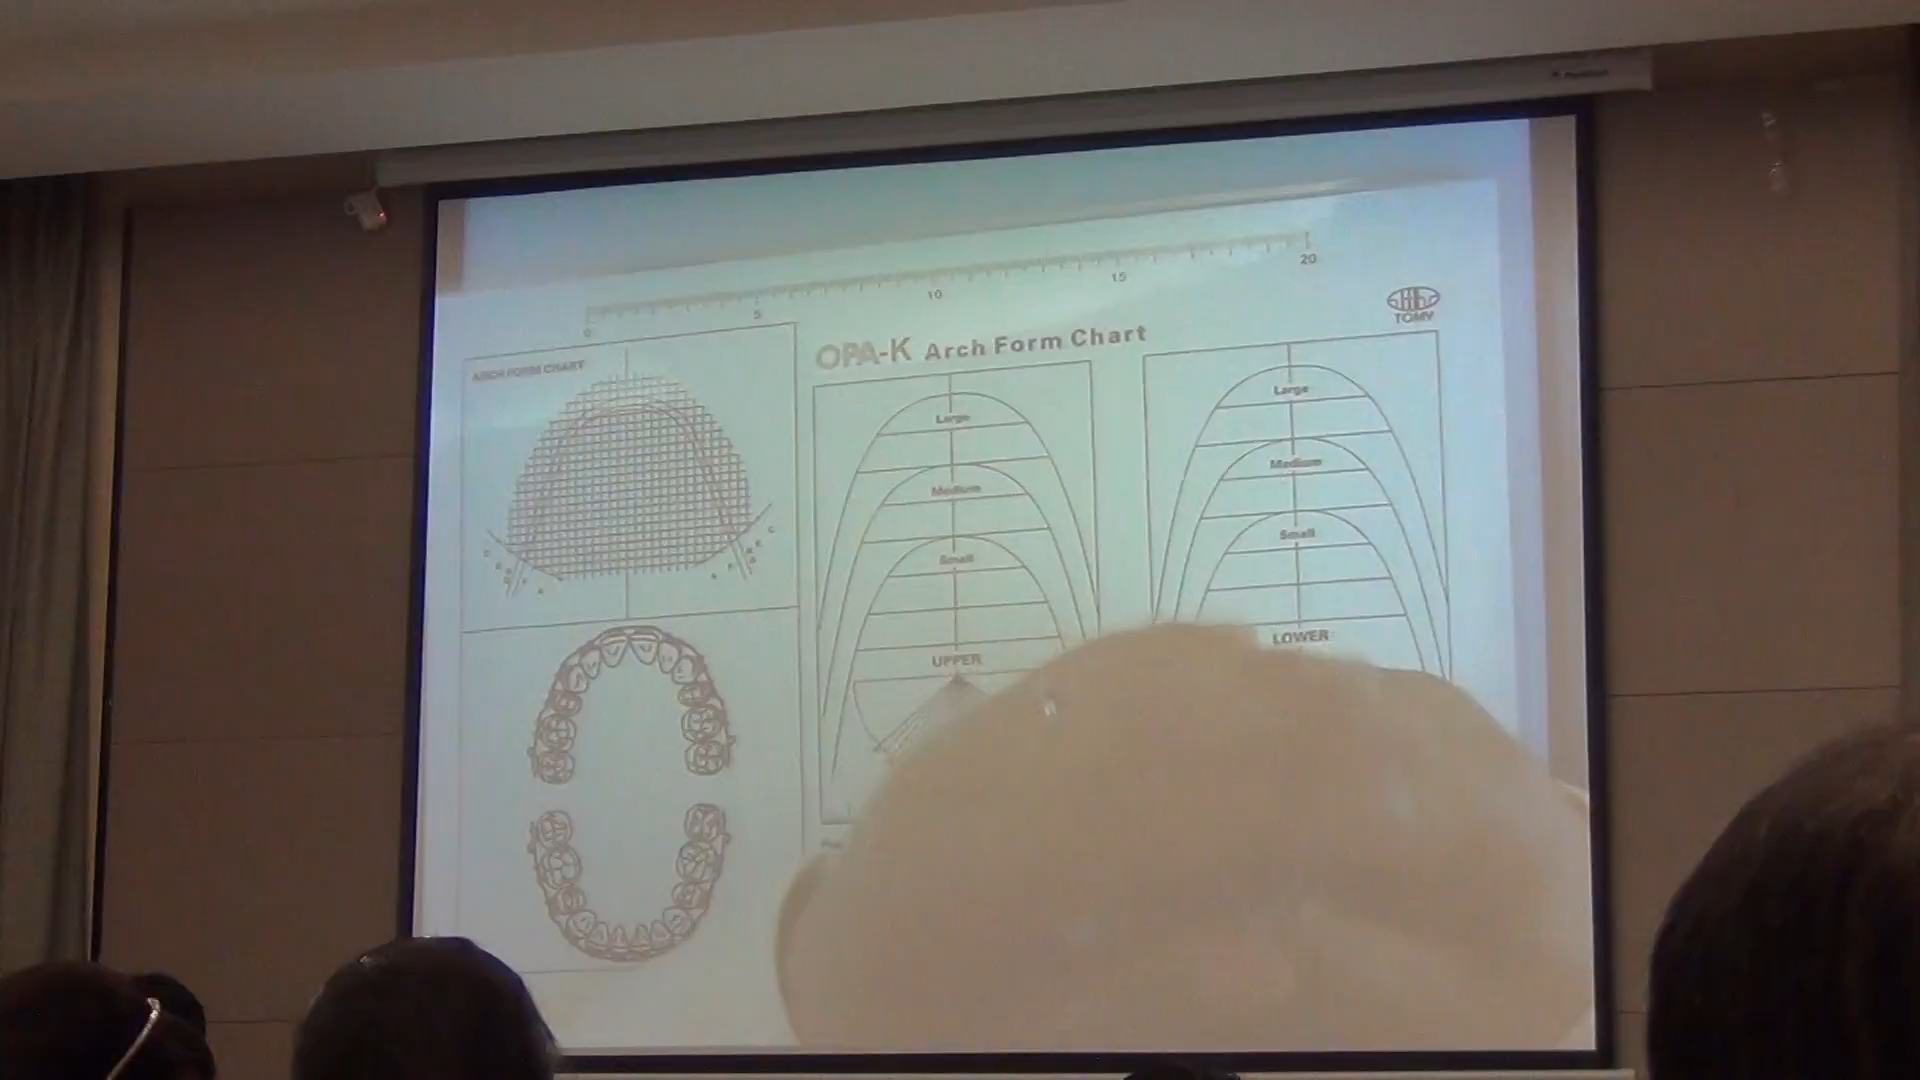 0 5 10 15 20
TOMY
OPA-K Arch Form Chart
ARCH FORM CHART
Large
Medium
Small
UPPER
Large
Medium
Small
LOWER